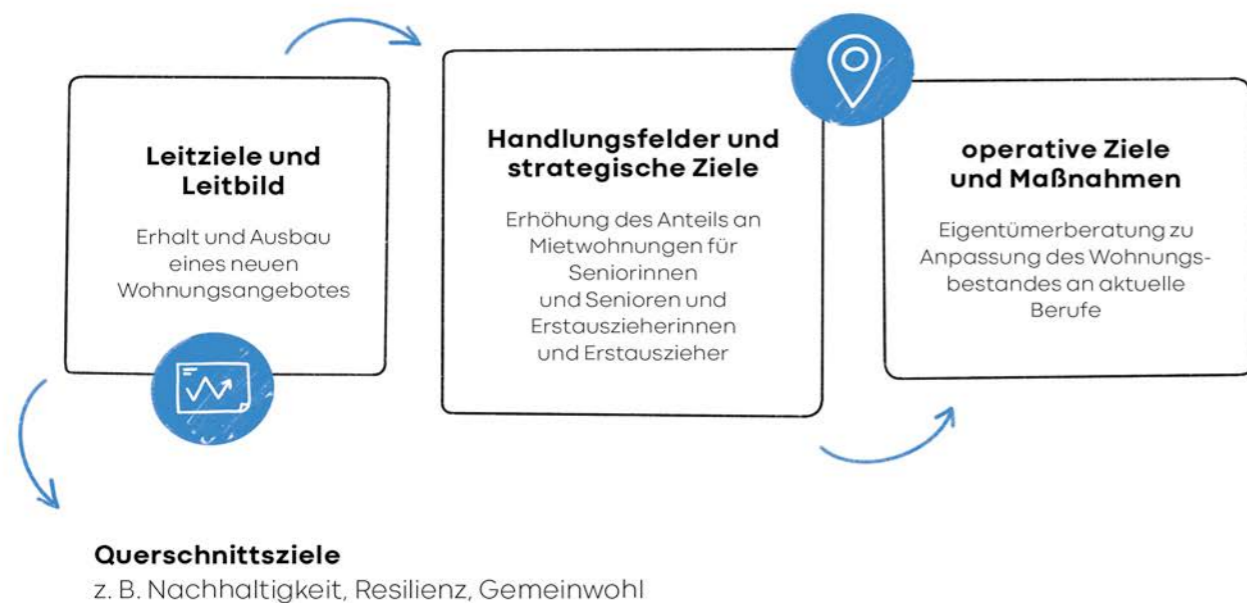 Leitziele und
Leitbild
Erhalt und Ausbau
eines neuen
Wohnungsangebotes
Handlungsfelder und
strategische Ziele
Erhöhung des Anteils an
Mietwohnungen für
Seniorinnen
und Senioren und
Erstauszieherinnen
und Erstauszieher
operative Ziele
und Maßnahmen
Eigentümerberatung zu
Anpassung des Wohnungs-
bestandes an aktuelle
Berufe
Querschnittsziele
z. B. Nachhaltigkeit, Resilienz, Gemeinwohl